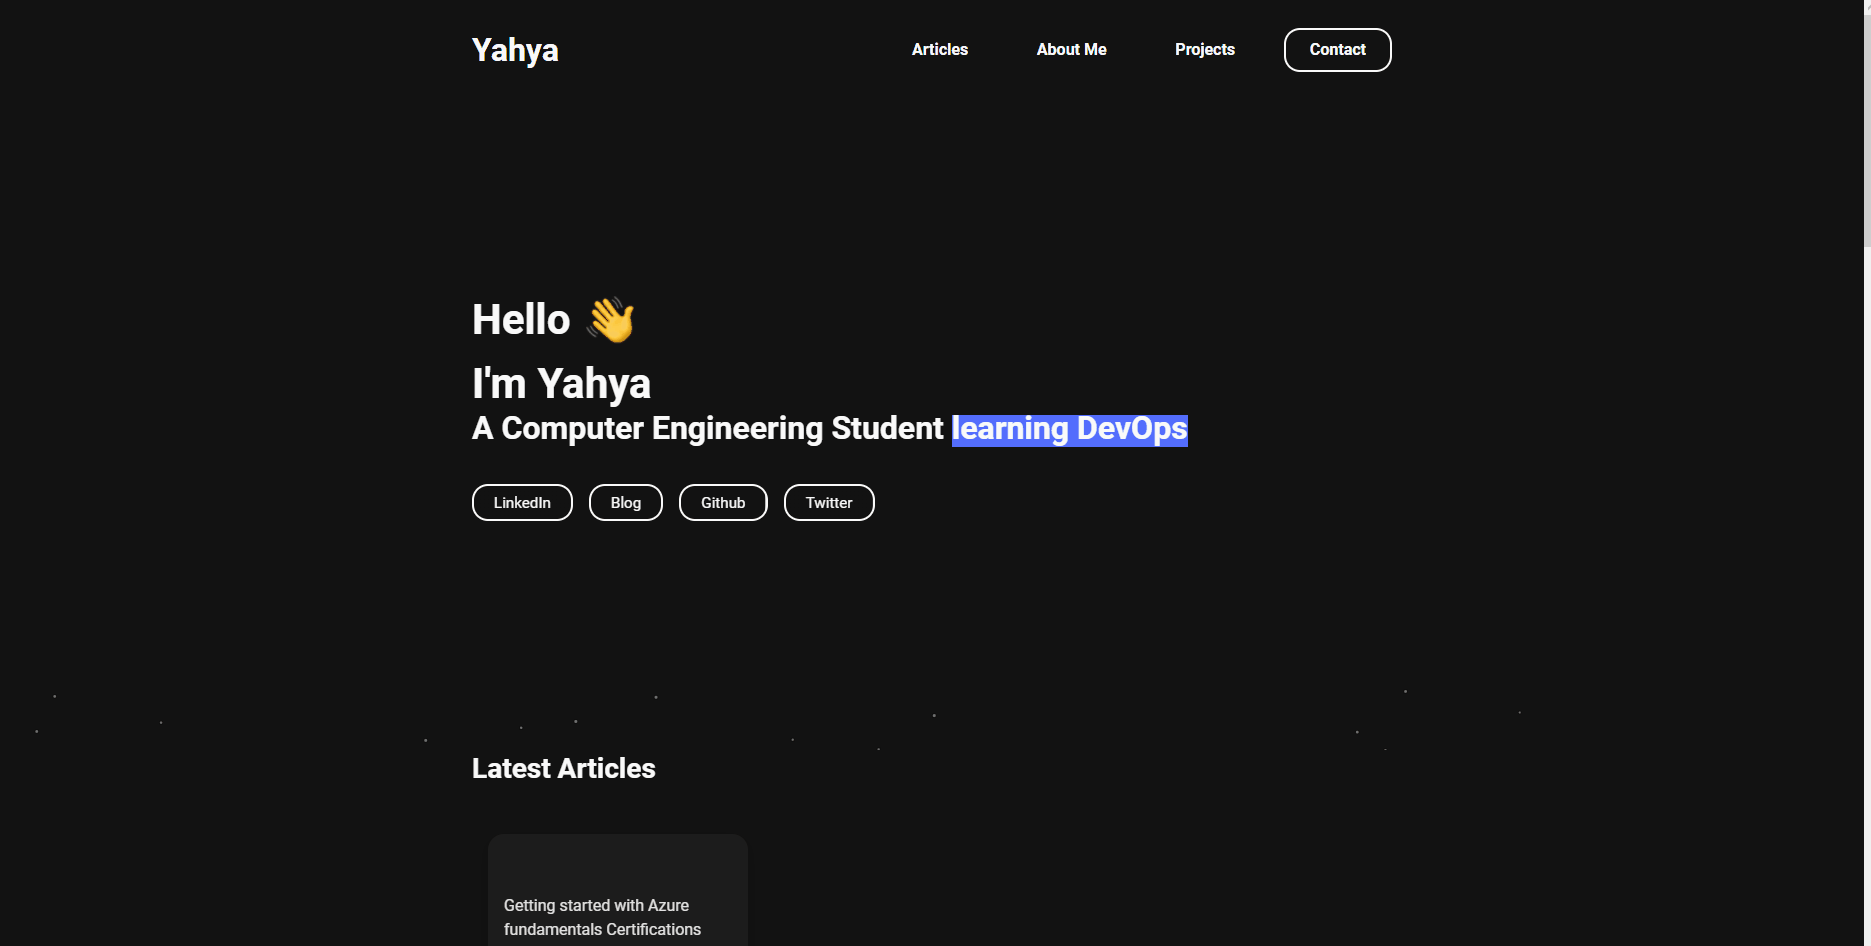 Yahya
Articles
About Me
Projects
Contact
Hello 👋
I'm Yahya
A Computer Engineering Student learning DevOps
LinkedIn
Blog
Github
Twitter
Latest Articles
Getting started with Azure
fundamentals Certifications